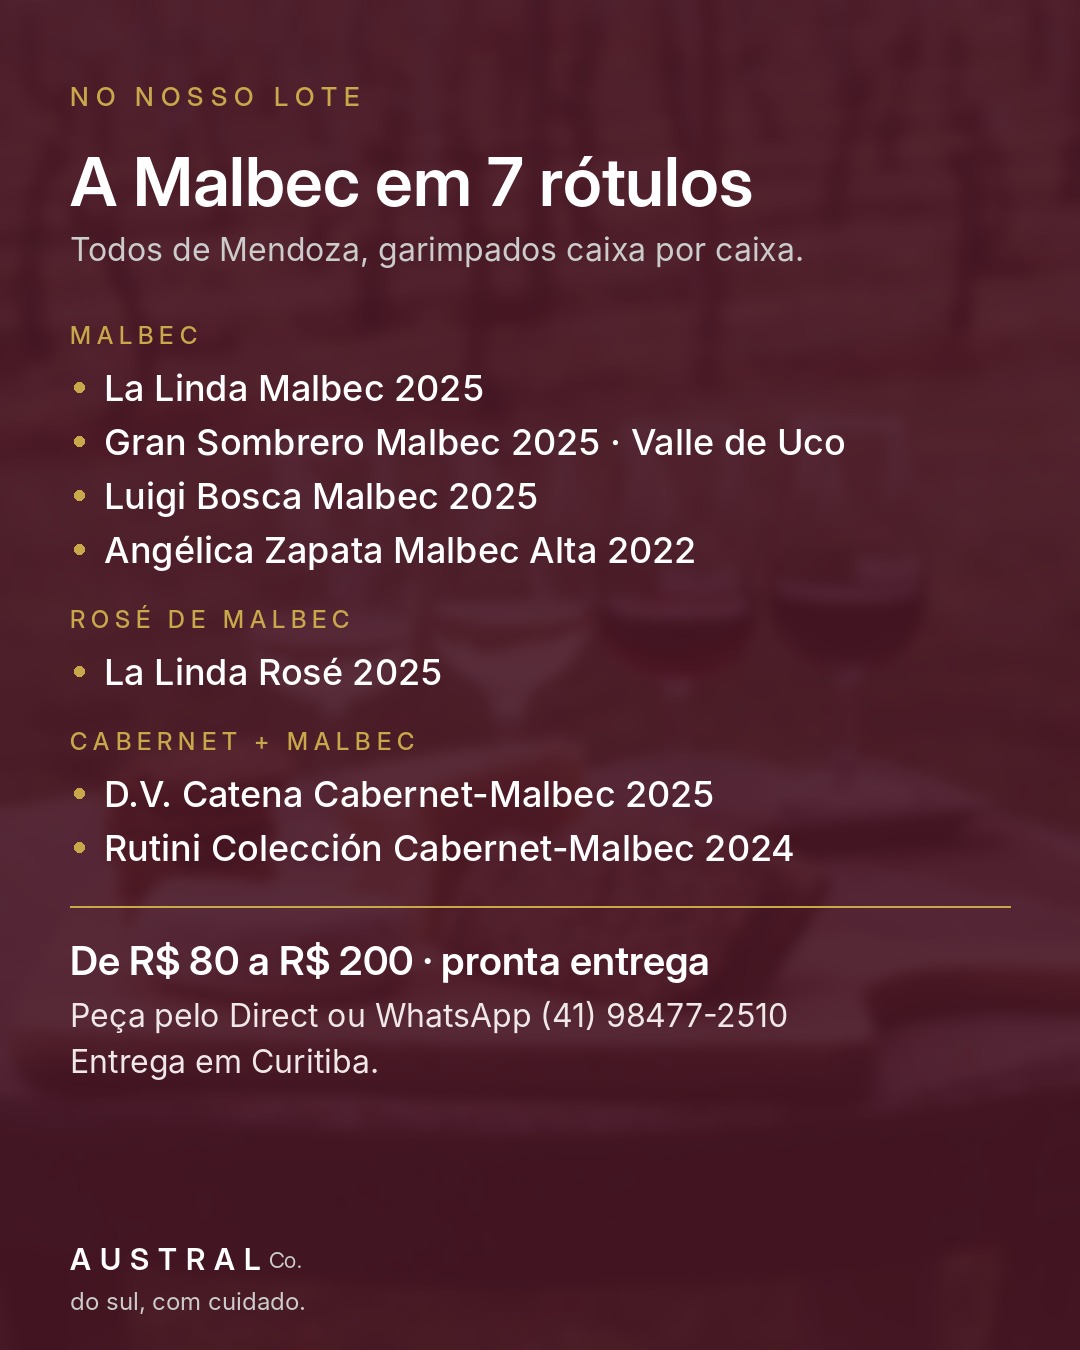 NO NOSSO LOTE
A Malbec em 7 rótulos
Todos de Mendoza, garimpados caixa por caixa.
MALBEC
• La Linda Malbec 2025
• Gran Sombrero Malbec 2025 · Valle de Uco
• Luigi Bosca Malbec 2025
• Angélica Zapata Malbec Alta 2022
ROSÉ DE MALBEC
• La Linda Rosé 2025
CABERNET + MALBEC
• D.V. Catena Cabernet-Malbec 2025
• Rutini Colección Cabernet-Malbec 2024
De R$ 80 a R$ 200 · pronta entrega
Peça pelo Direct ou WhatsApp (41) 98477-2510
Entrega em Curitiba.
AUSTRAL Co.
do sul, com cuidado.